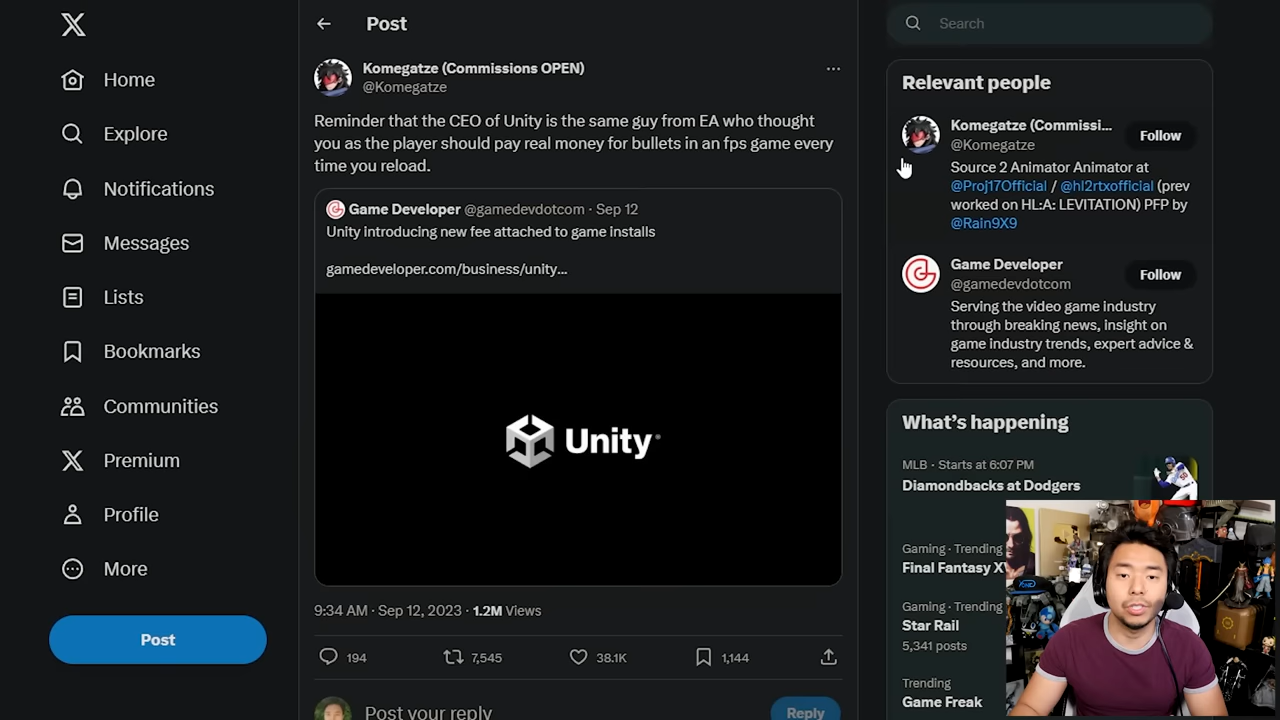 Home
Explore
Notifications
Messages
Lists
Bookmarks
Communities
Premium
Profile
More
Post
Post
Komegatze (Commissions OPEN)
@Komegatze
Reminder that the CEO of Unity is the same guy from EA who thought
you as the player should pay real money for bullets in an fps game every
time you reload.
Game Developer @gamedevdotcom · Sep 12
Unity introducing new fee attached to game installs
gamedeveloper.com/business/unity...
Unity
9:34 AM · Sep 12, 2023 · 1.2M Views
194 7,545 38.1K 1,144
Post your reply
Reply
Search
Relevant people
Komegatze (Commissi...
@Komegatze
Follow
Source 2 Animator Animator at
@Proj17Official / @hl2rtxofficial (prev
worked on HL:A: LEVITATION) PFP by
@Rain9X9
Game Developer
@gamedevdotcom
Follow
Serving the video game industry
through breaking news, insight on
game industry trends, expert advice &
resources, and more.
What's happening
MLB · Starts at 6:07 PM
Diamondbacks at Dodgers
Gaming · Trending
Final Fantasy XV
Gaming · Trending
Star Rail
5,341 posts
Trending
Game Freak